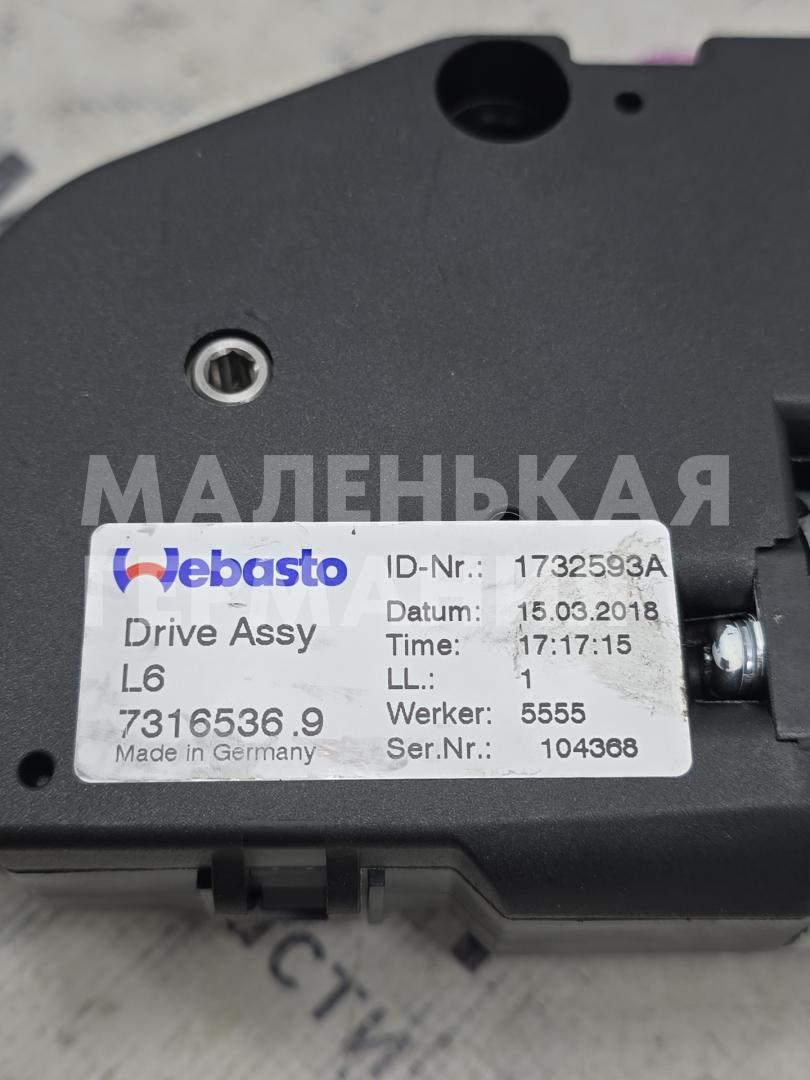 МАЛЕНЬКАЯ
ГЕРМАНИЯ
Webasto
Drive Assy
L6
7316536.9
Made in Germany
ID-Nr.: 1732593A
Datum: 15.03.2018
Time: 17:17:15
LL.: 1
Werker: 5555
Ser.Nr.: 104368